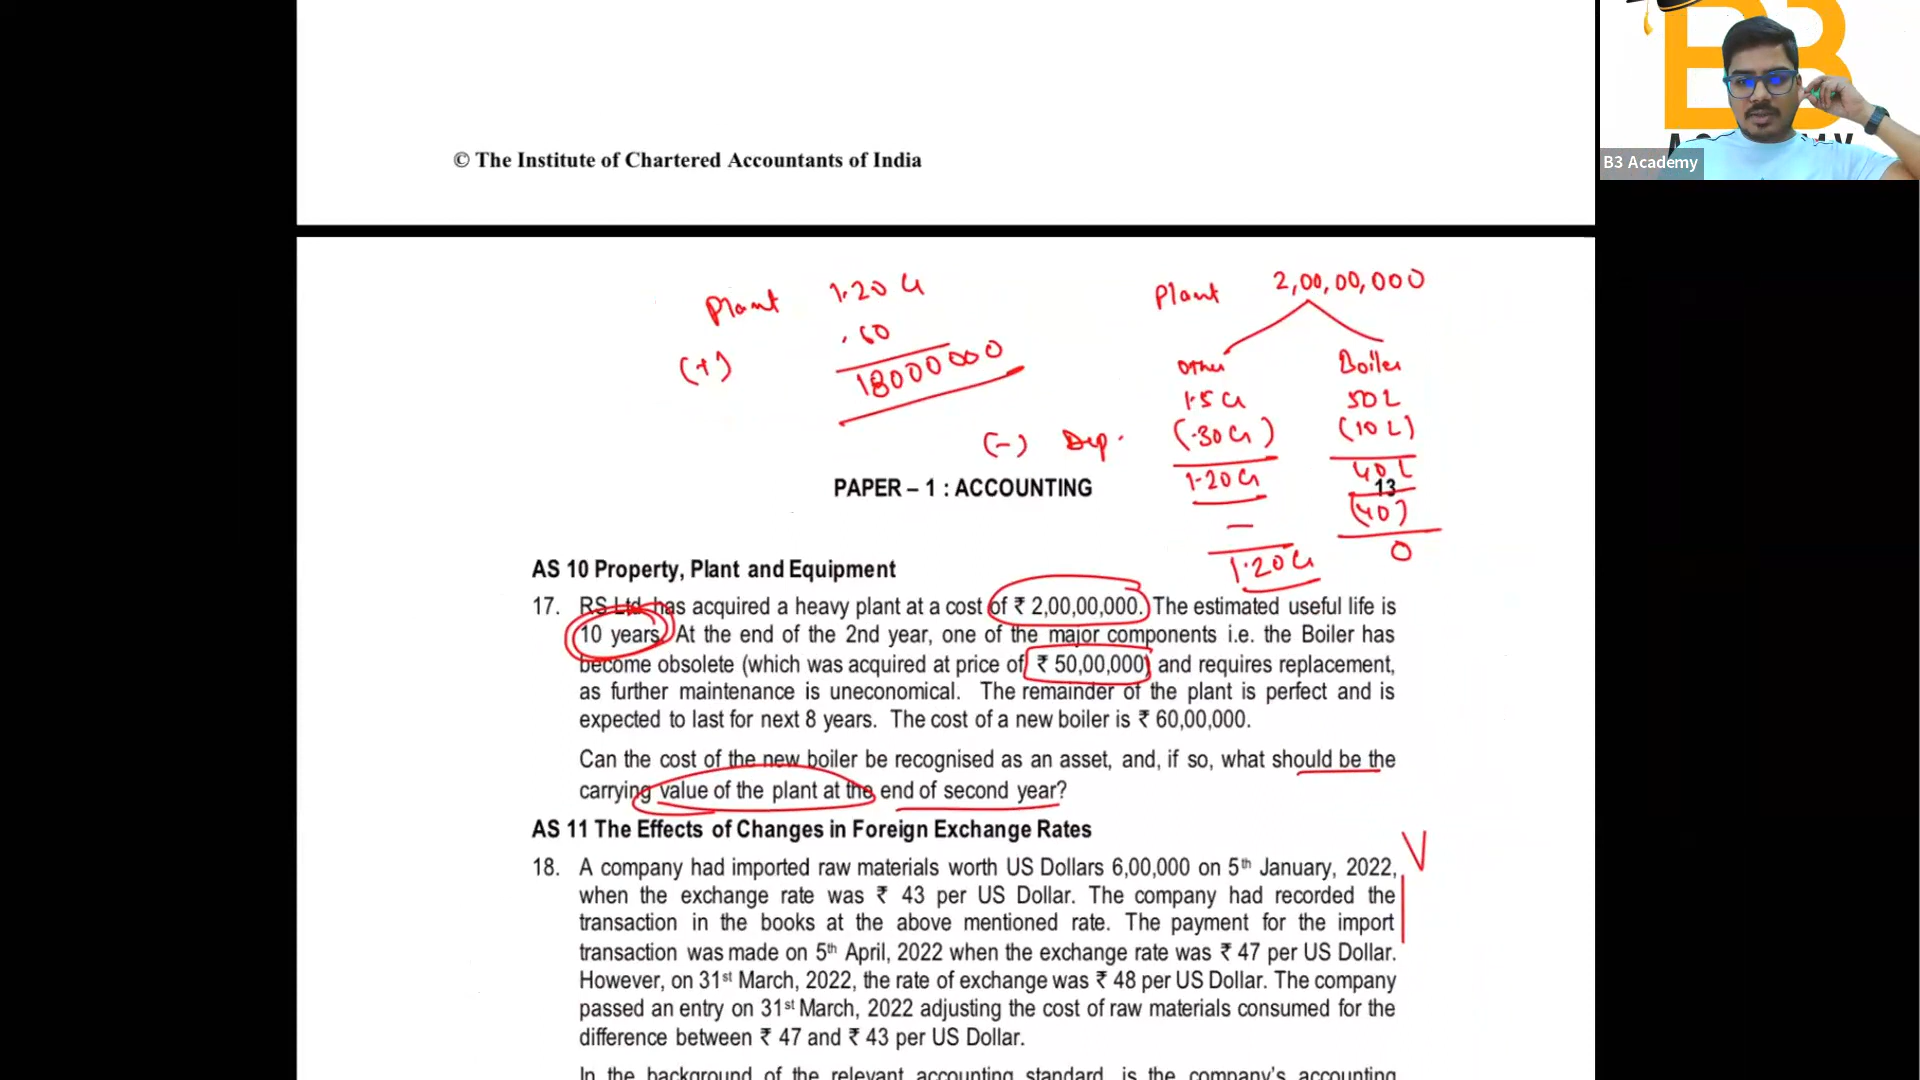 B3
B3 Academy
© The Institute of Chartered Accountants of India
Plant 1.20 Cr
(+) .60
18000000
Plant 2,00,00,000
Other Boiler
1.5 Cr 50 L
(-) Dep. (.30 Cr) (10 L)
1.20 Cr 40 L
— (40)
1.20 Cr 0
PAPER – 1 : ACCOUNTING 13
AS 10 Property, Plant and Equipment
17. RS Ltd. has acquired a heavy plant at a cost of ₹ 2,00,00,000. The estimated useful life is
10 years. At the end of the 2nd year, one of the major components i.e. the Boiler has
become obsolete (which was acquired at price of ₹ 50,00,000) and requires replacement,
as further maintenance is uneconomical. The remainder of the plant is perfect and is
expected to last for next 8 years. The cost of a new boiler is ₹ 60,00,000.
Can the cost of the new boiler be recognised as an asset, and, if so, what should be the
carrying value of the plant at the end of second year?
AS 11 The Effects of Changes in Foreign Exchange Rates
18. A company had imported raw materials worth US Dollars 6,00,000 on 5th January, 2022,
when the exchange rate was ₹ 43 per US Dollar. The company had recorded the
transaction in the books at the above mentioned rate. The payment for the import
transaction was made on 5th April, 2022 when the exchange rate was ₹ 47 per US Dollar.
However, on 31st March, 2022, the rate of exchange was ₹ 48 per US Dollar. The company
passed an entry on 31st March, 2022 adjusting the cost of raw materials consumed for the
difference between ₹ 47 and ₹ 43 per US Dollar.
In the background of the relevant accounting standard, is the company's accounting